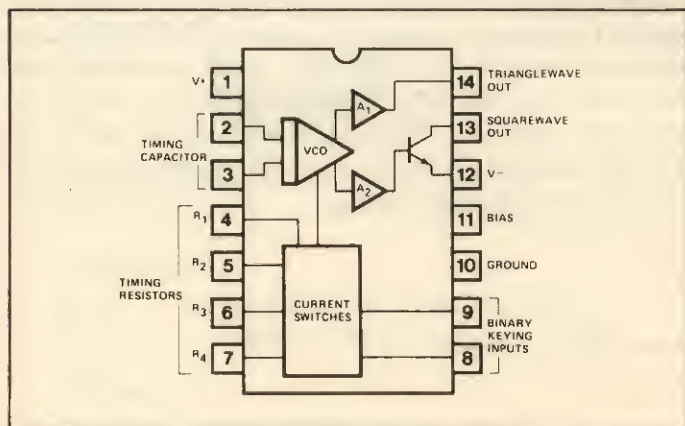 V+ 1
2
TIMING
CAPACITOR
3
R1 4
R2 5
TIMING
RESISTORS
R3 6
R4 7
VCO
A1
A2
CURRENT
SWITCHES
14 TRIANGLEWAVE
OUT
13 SQUAREWAVE
OUT
12 V−
11 BIAS
10 GROUND
9
BINARY
KEYING
INPUTS
8